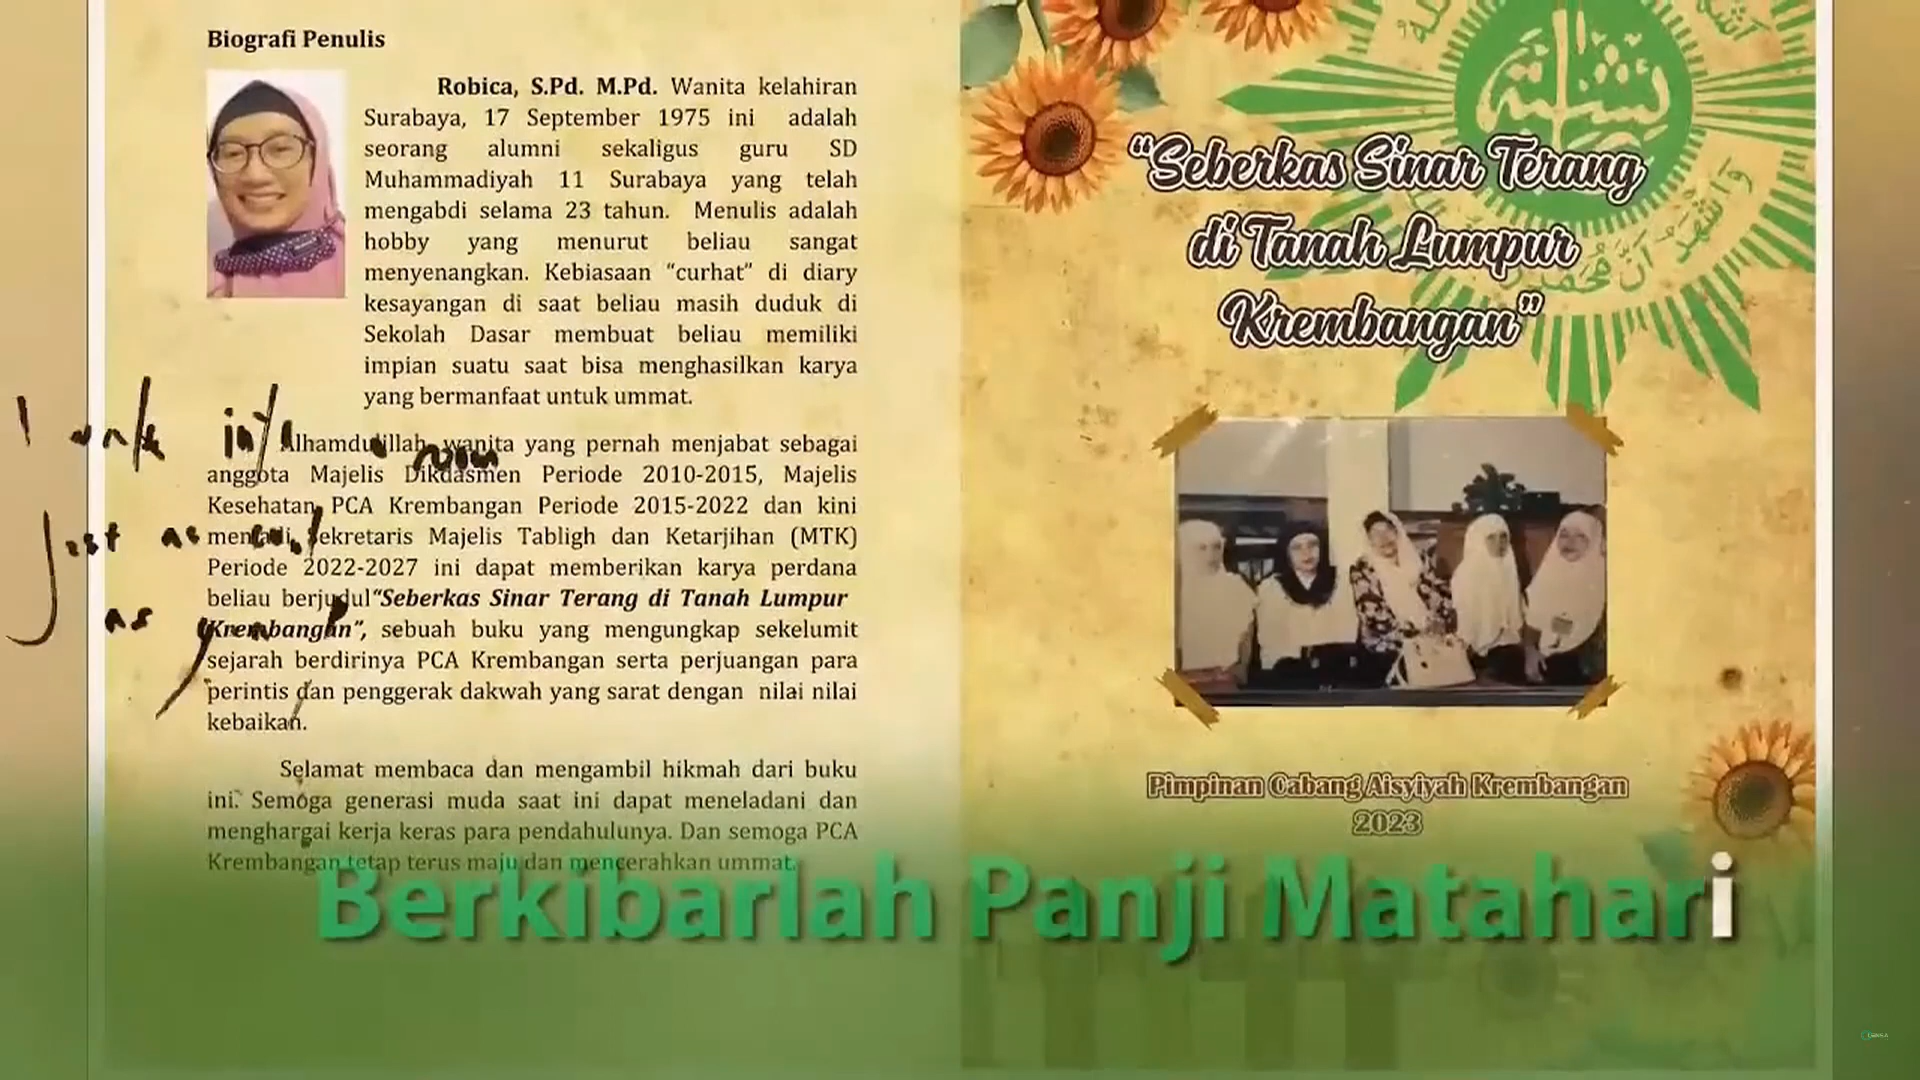 Biografi Penulis
Robica, S.Pd. M.Pd. Wanita kelahiran
Surabaya, 17 September 1975 ini adalah
seorang alumni sekaligus guru SD
Muhammadiyah 11 Surabaya yang telah
mengabdi selama 23 tahun. Menulis adalah
hobby yang menurut beliau sangat
menyenangkan. Kebiasaan “curhat” di diary
kesayangan di saat beliau masih duduk di
Sekolah Dasar membuat beliau memiliki
impian suatu saat bisa menghasilkan karya
yang bermanfaat untuk ummat.
Alhamdulillah wanita yang pernah menjabat sebagai
anggota Majelis Dikdasmen Periode 2010-2015, Majelis
Kesehatan PCA Krembangan Periode 2015-2022 dan kini
menjadi Sekretaris Majelis Tabligh dan Ketarjihan (MTK)
Periode 2022-2027 ini dapat memberikan karya perdana
beliau berjudul“Seberkas Sinar Terang di Tanah Lumpur
Krembangan”, sebuah buku yang mengungkap sekelumit
sejarah berdirinya PCA Krembangan serta perjuangan para
perintis dan penggerak dakwah yang sarat dengan nilai nilai
kebaikan.
Selamat membaca dan mengambil hikmah dari buku
ini. Semoga generasi muda saat ini dapat meneladani dan
menghargai kerja keras para pendahulunya. Dan semoga PCA
Krembangan tetap terus maju dan mencerahkan ummat.
I walk into
room
Just as cool
as you
“Seberkas Sinar Terang
di Tanah Lumpur
Krembangan”
Pimpinan Cabang Aisyiyah Krembangan
2023
Berkibarlah Panji Matahari